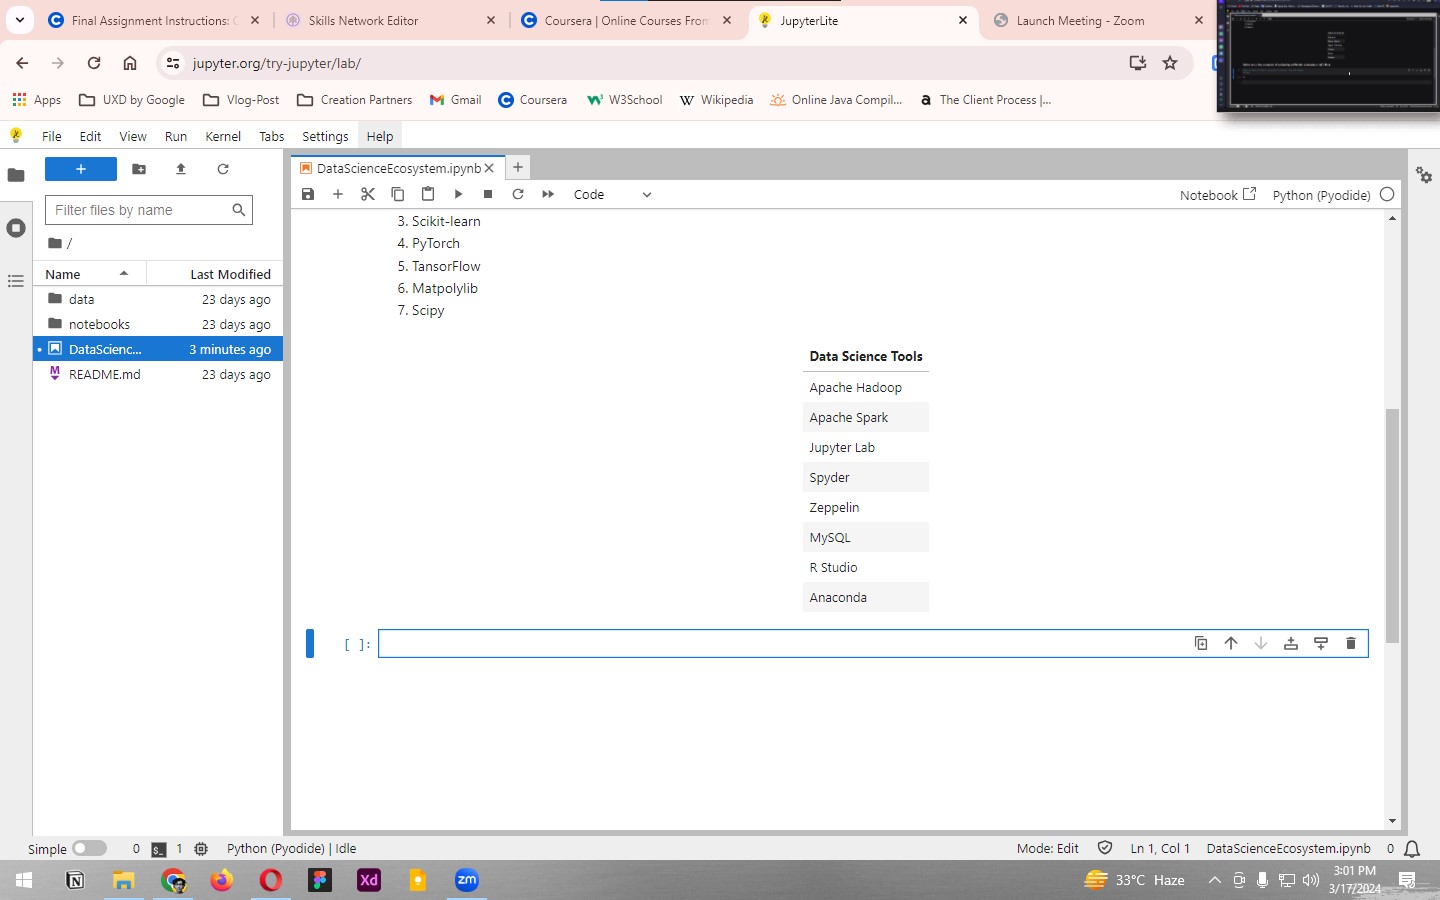 Final Assignment Instructions: C
Skills Network Editor
Coursera | Online Courses From
JupyterLite
Launch Meeting - Zoom
jupyter.org/try-jupyter/lab/
Apps
UXD by Google
Vlog-Post
Creation Partners
Gmail
Coursera
W3School
Wikipedia
Online Java Compil...
The Client Process |...
File Edit View Run Kernel Tabs Settings Help
DataScienceEcosystem.ipynb
Code
Notebook
Python (Pyodide)
Filter files by name
/
Name
Last Modified
data 23 days ago
notebooks 23 days ago
DataScienc... 3 minutes ago
README.md 23 days ago
3. Scikit-learn
4. PyTorch
5. TansorFlow
6. Matpolylib
7. Scipy
Data Science Tools
Apache Hadoop
Apache Spark
Jupyter Lab
Spyder
Zeppelin
MySQL
R Studio
Anaconda
[ ]:
Simple 0 1 Python (Pyodide) | Idle
Mode: Edit Ln 1, Col 1 DataScienceEcosystem.ipynb 0
Xd
zm
33°C Haze
3:01 PM
3/17/2024